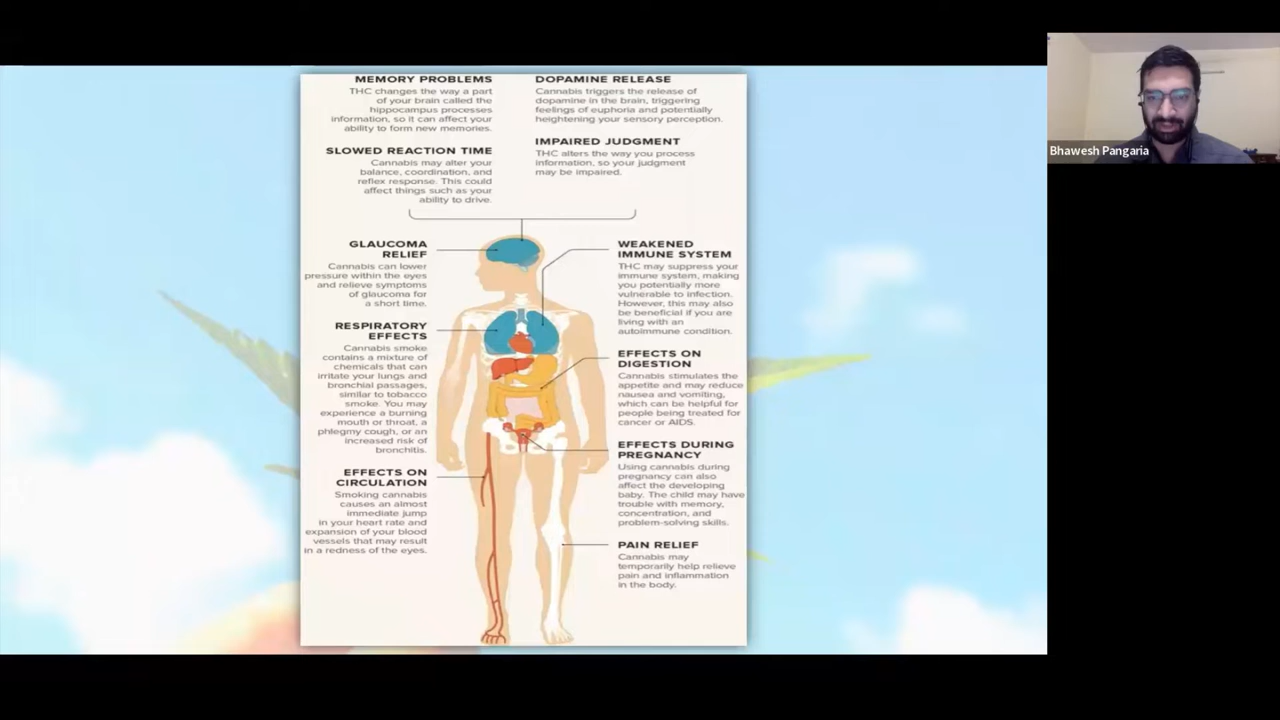 MEMORY PROBLEMS
THC changes the way a part
of your brain called the
hippocampus processes
information, so it can affect your
ability to form new memories.
SLOWED REACTION TIME
Cannabis may alter your
balance, coordination, and
reflex response. This could
affect things such as your
ability to drive.
DOPAMINE RELEASE
Cannabis triggers the release of
dopamine in the brain, triggering
feelings of euphoria and potentially
heightening your sensory perception.
IMPAIRED JUDGMENT
THC alters the way you process
information, so your judgment
may be impaired.
GLAUCOMA
RELIEF
Cannabis can lower
pressure within the eyes
and relieve symptoms
of glaucoma for
a short time.
RESPIRATORY
EFFECTS
Cannabis smoke
contains a mixture of
chemicals that can
irritate your lungs and
bronchial passages,
similar to tobacco
smoke. You may
experience a burning
mouth or throat, a
phlegmy cough, or an
increased risk of
bronchitis.
EFFECTS ON
CIRCULATION
Smoking cannabis
causes an almost
immediate jump
in your heart rate and
expansion of your blood
vessels that may result
in a redness of the eyes.
WEAKENED
IMMUNE SYSTEM
THC may suppress your
immune system, making
you potentially more
vulnerable to infection.
However, this may also
be beneficial if you are
living with an
autoimmune condition.
EFFECTS ON
DIGESTION
Cannabis stimulates the
appetite and may reduce
nausea and vomiting,
which can be helpful for
people being treated for
cancer or AIDS.
EFFECTS DURING
PREGNANCY
Using cannabis during
pregnancy can also
affect the developing
baby. The child may have
trouble with memory,
concentration, and
problem-solving skills.
PAIN RELIEF
Cannabis may
temporarily help relieve
pain and inflammation
in the body.
Bhawesh Pangaria